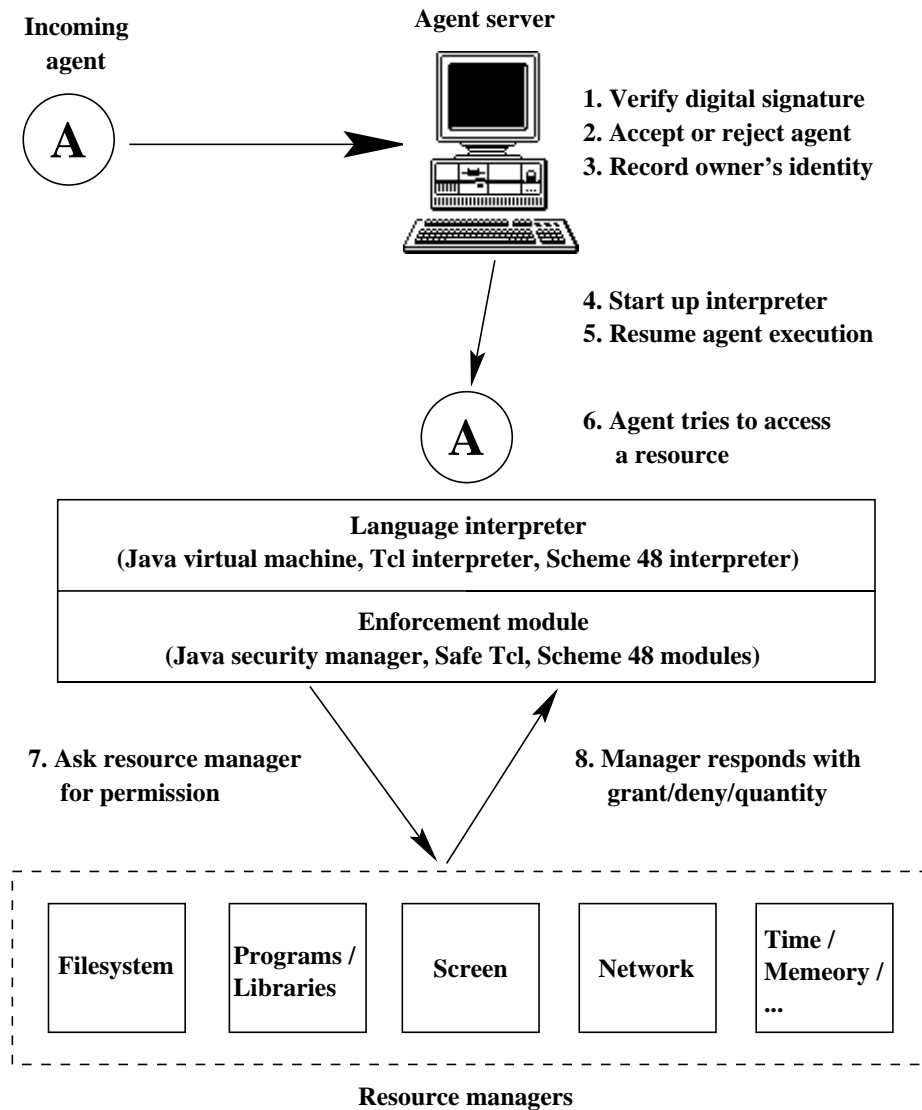 Incoming
agent
A
Agent server
1. Verify digital signature
2. Accept or reject agent
3. Record owner's identity
4. Start up interpreter
5. Resume agent execution
A
6. Agent tries to access
a resource
Language interpreter
(Java virtual machine, Tcl interpreter, Scheme 48 interpreter)
Enforcement module
(Java security manager, Safe Tcl, Scheme 48 modules)
7. Ask resource manager
for permission
8. Manager responds with
grant/deny/quantity
Filesystem
Programs /
Libraries
Screen
Network
Time /
Memeory /
...
Resource managers